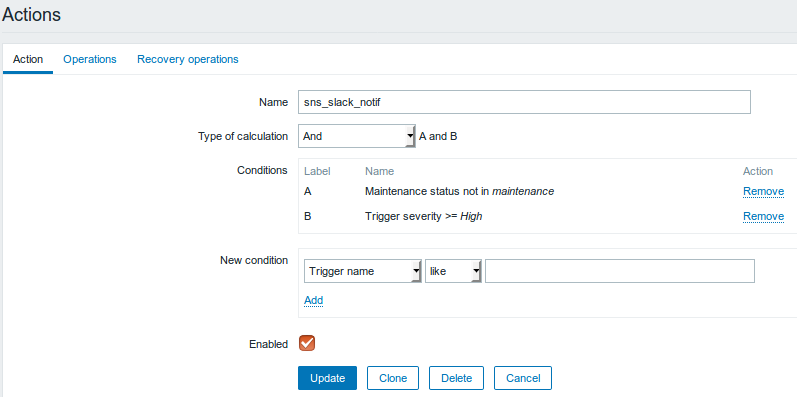 Actions
Action Operations Recovery operations
Name sns_slack_notif
Type of calculation And A and B
Conditions Label Name Action
A Maintenance status not in maintenance Remove
B Trigger severity >= High Remove
New condition
Trigger name like
Add
Enabled
Update Clone Delete Cancel